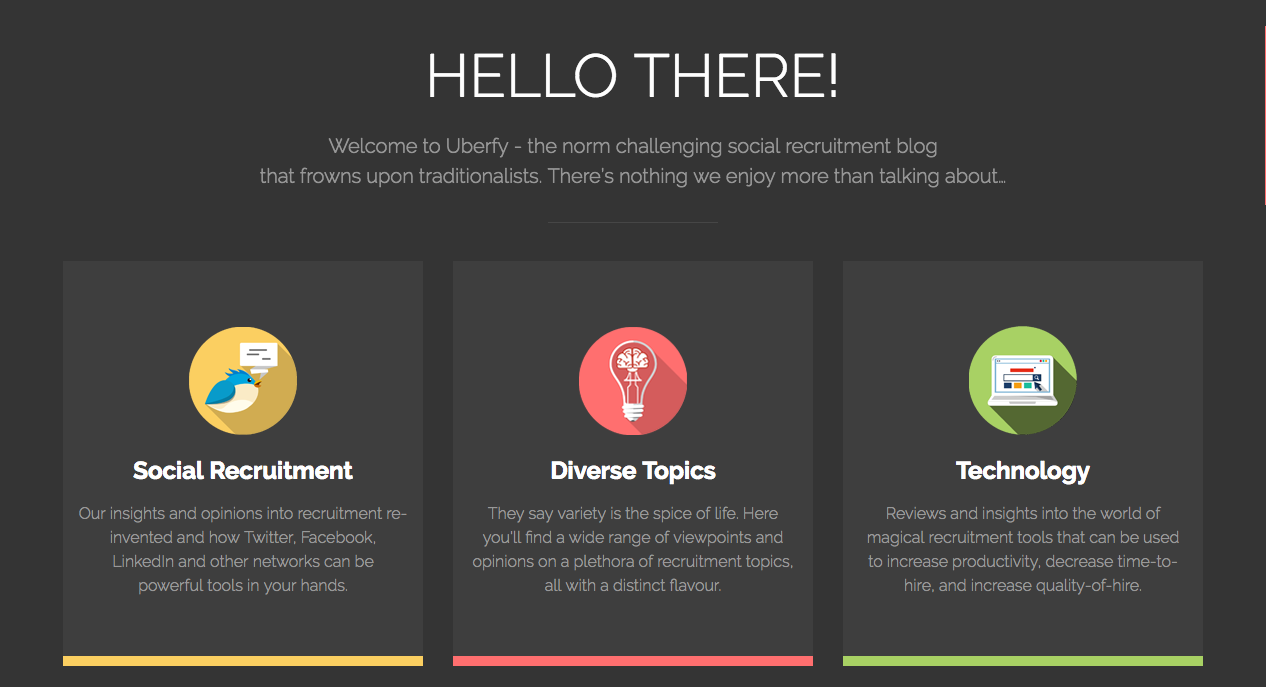 HELLO THERE!
Welcome to Uberfy - the norm challenging social recruitment blog
that frowns upon traditionalists. There's nothing we enjoy more than talking about...
Social Recruitment
Our insights and opinions into recruitment re-
invented and how Twitter, Facebook,
LinkedIn and other networks can be
powerful tools in your hands.
Diverse Topics
They say variety is the spice of life. Here
you'll find a wide range of viewpoints and
opinions on a plethora of recruitment topics,
all with a distinct flavour.
Technology
Reviews and insights into the world of
magical recruitment tools that can be used
to increase productivity, decrease time-to-
hire, and increase quality-of-hire.